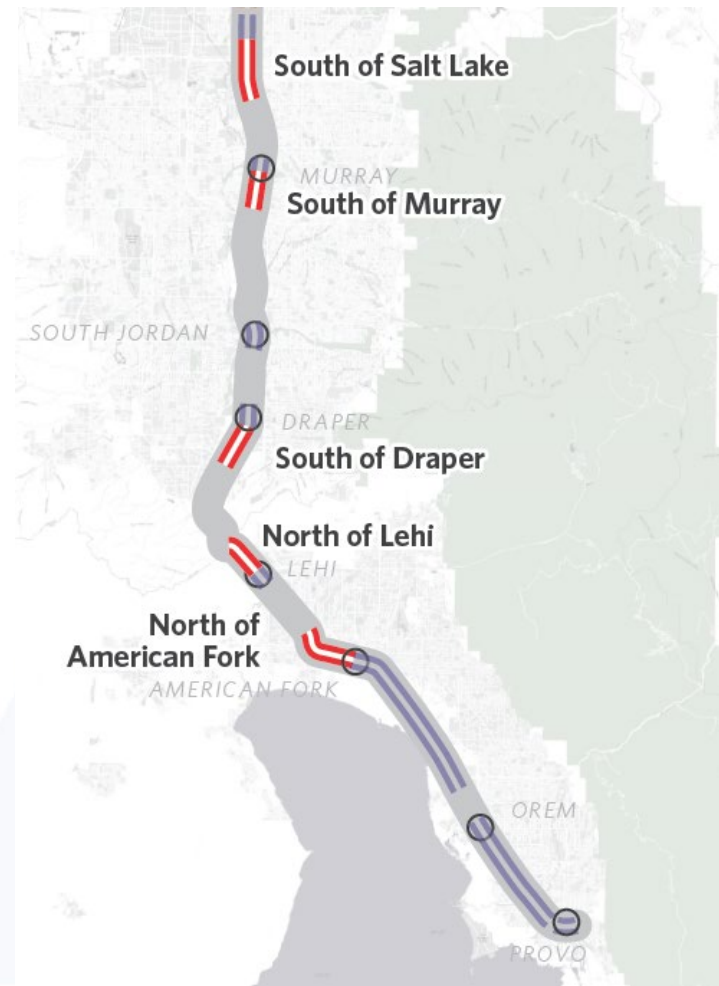 South of Salt Lake
MURRAY
South of Murray
SOUTH JORDAN
DRAPER
South of Draper
North of Lehi
LEHI
North of
American Fork
AMERICAN FORK
OREM
PROVO